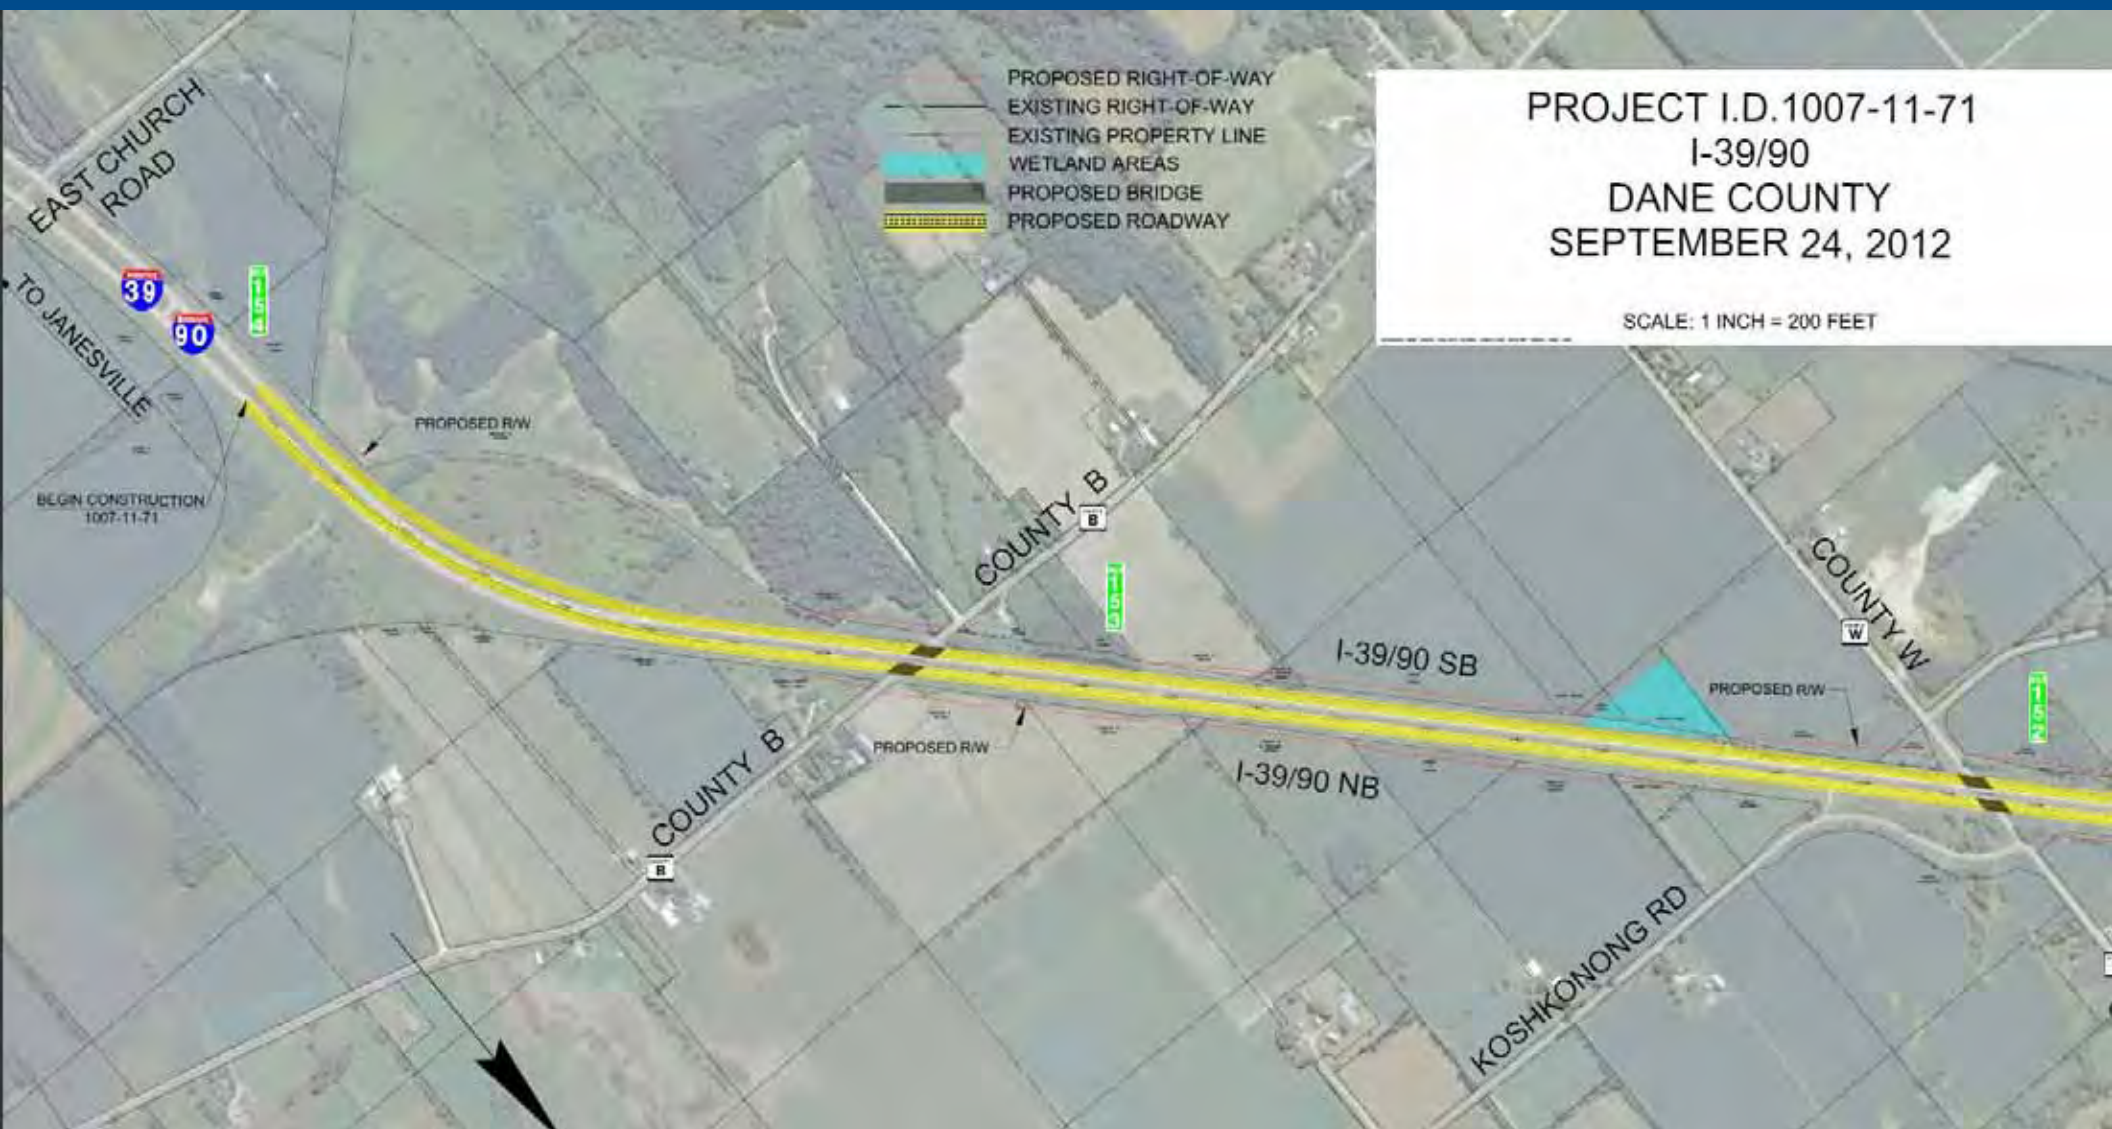 PROPOSED RIGHT-OF-WAY
EXISTING RIGHT-OF-WAY
EXISTING PROPERTY LINE
WETLAND AREAS
PROPOSED BRIDGE
PROPOSED ROADWAY
PROJECT I.D.1007-11-71
I-39/90
DANE COUNTY
SEPTEMBER 24, 2012
SCALE: 1 INCH = 200 FEET
EAST CHURCH
ROAD
TO JANESVILLE
39
90
154
PROPOSED R/W
BEGIN CONSTRUCTION
1007-11-71
COUNTY B
B
153
I-39/90 SB
COUNTY W
W
PROPOSED R/W
152
PROPOSED R/W
I-39/90 NB
COUNTY B
B
KOSHKONONG RD